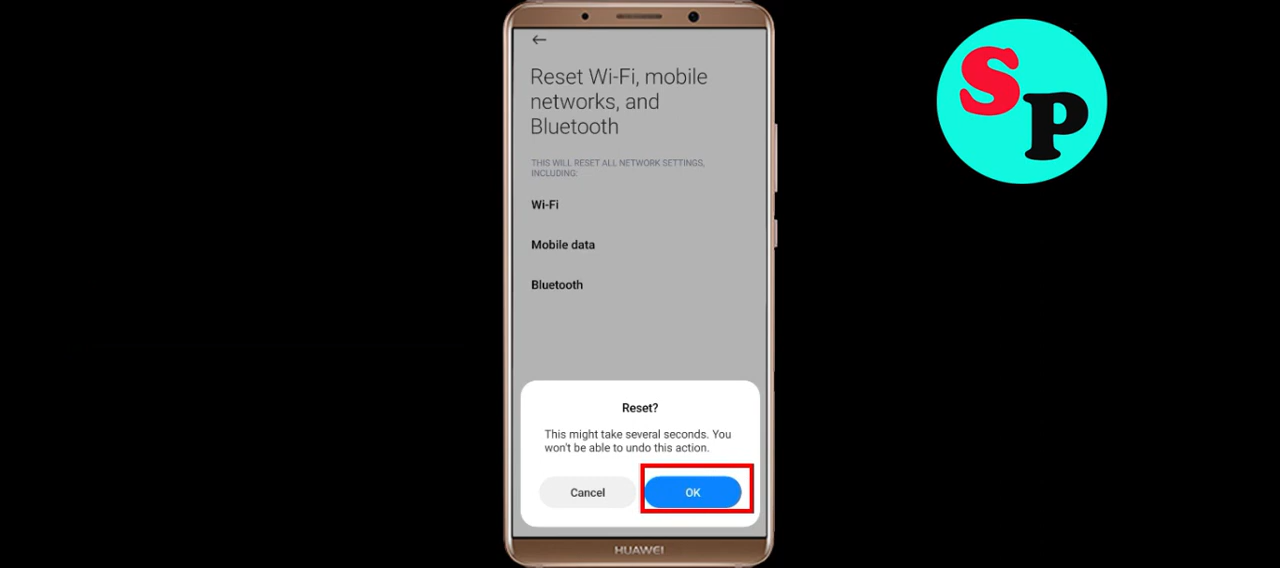 Reset Wi-Fi, mobile
networks, and
Bluetooth
THIS WILL RESET ALL NETWORK SETTINGS,
INCLUDING:
Wi-Fi
Mobile data
Bluetooth
Reset?
This might take several seconds. You
won't be able to undo this action.
Cancel
OK
HUAWEI
SP